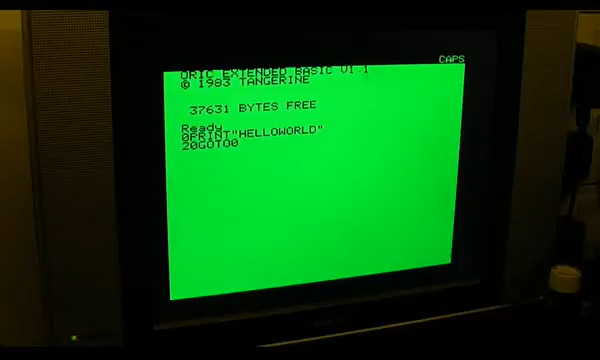 CAPS
ORIC EXTENDED BASIC V1.1
© 1983 TANGERINE
37631 BYTES FREE
Ready
0PRINT"HELLOWORLD"
20GOTO0